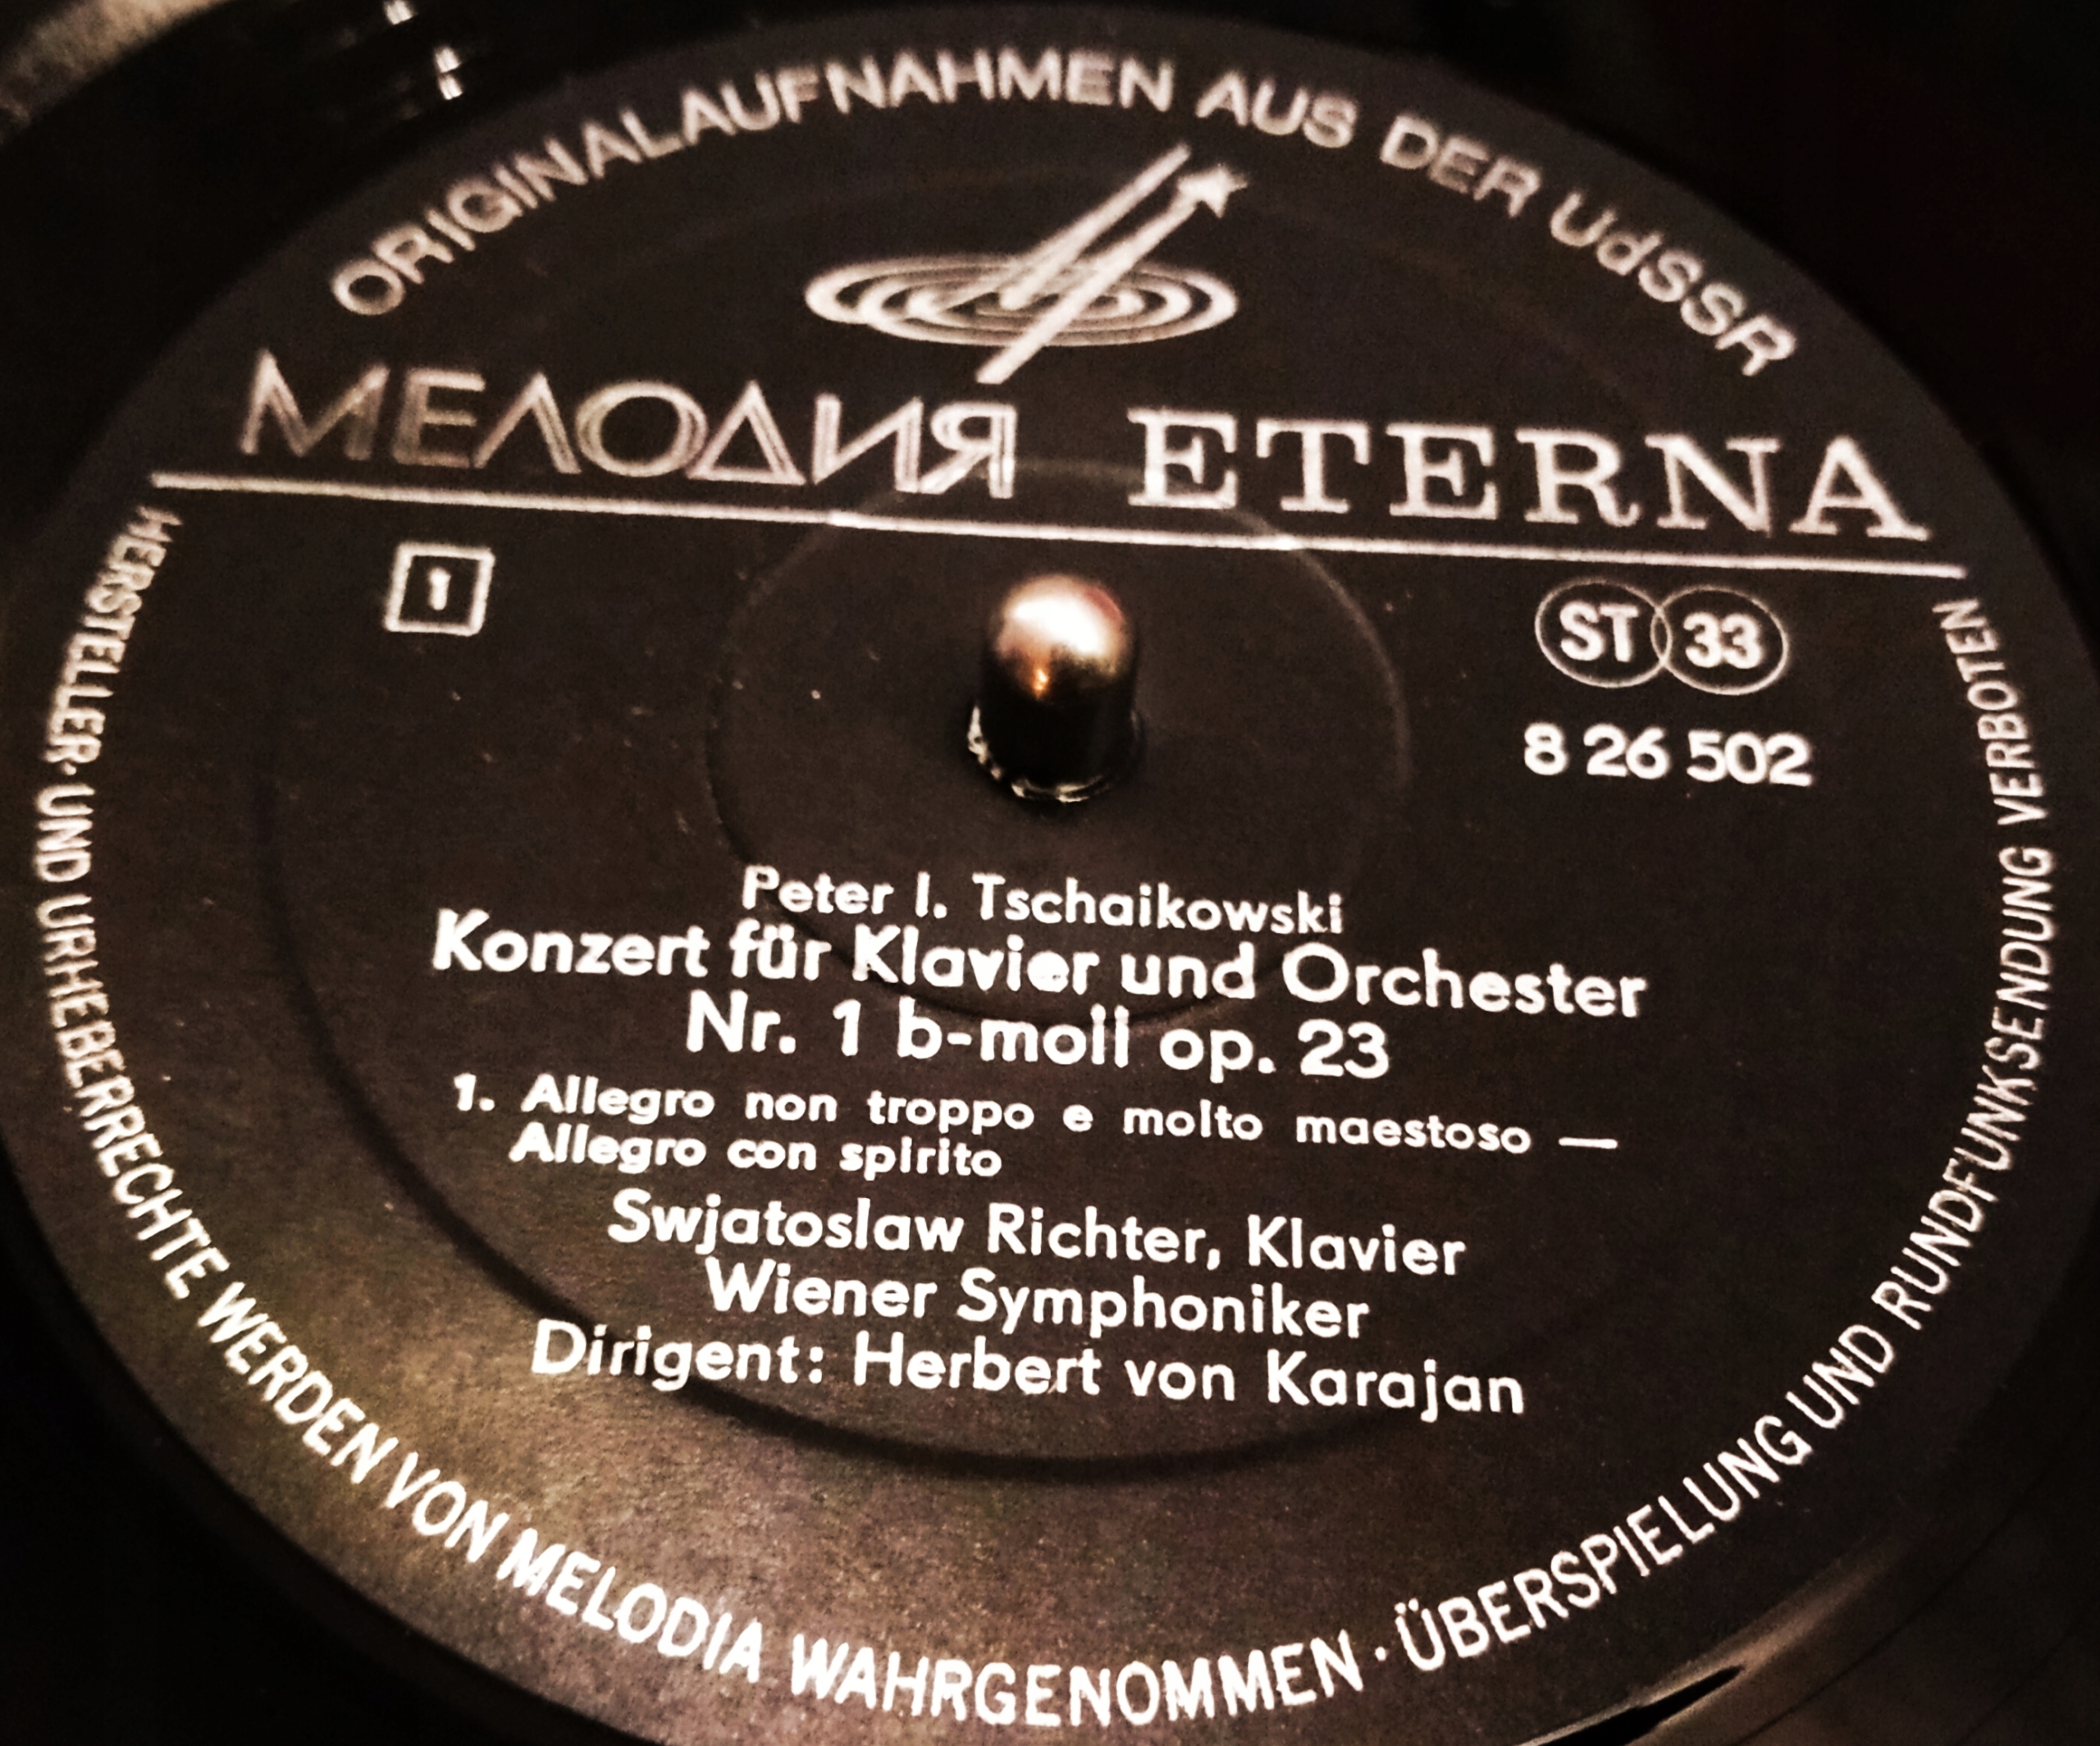 ORIGINALAUFNAHMEN AUS DER UdSSR
МЕЛОДИЯ ETERNA
1
ST 33
8 26 502
Peter I. Tschaikowski
Konzert für Klavier und Orchester
Nr. 1 b-moll op. 23
1. Allegro non troppo e molto maestoso —
Allegro con spirito
Swjatoslaw Richter, Klavier
Wiener Symphoniker
Dirigent: Herbert von Karajan
HERSTELLER- UND URHEBERRECHTE WERDEN VON MELODIA WAHRGENOMMEN · ÜBERSPIELUNG UND RUNDFUNKSENDUNG VERBOTEN